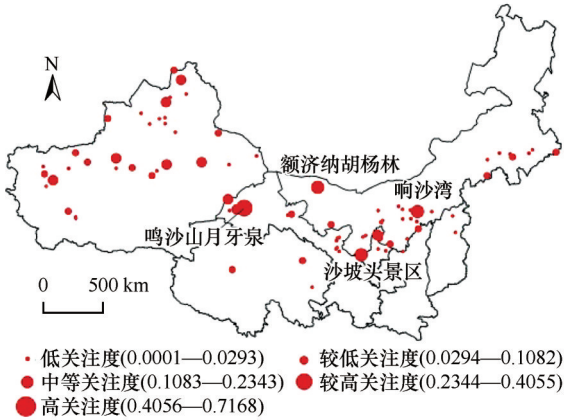 N
额济纳胡杨林
响沙湾
鸣沙山月牙泉
沙坡头景区
0 500 km
低关注度(0.0001—0.0293)
较低关注度(0.0294—0.1082)
中等关注度(0.1083—0.2343)
较高关注度(0.2344—0.4055)
高关注度(0.4056—0.7168)